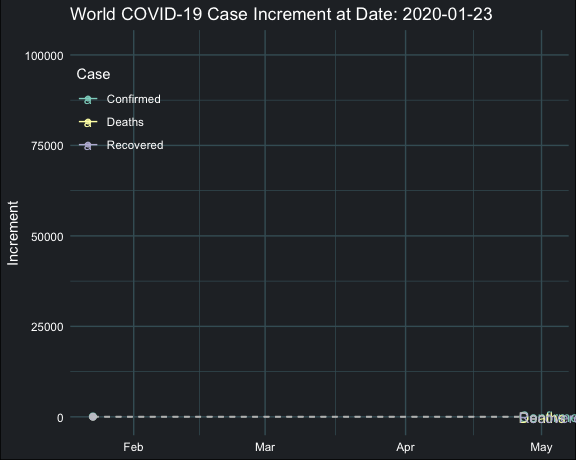 World COVID-19 Case Increment at Date: 2020-01-23
100000
Case
Confirmed
Deaths
75000
Recovered
Increment
50000
25000
0
Deaths
Feb
Mar
Apr
May